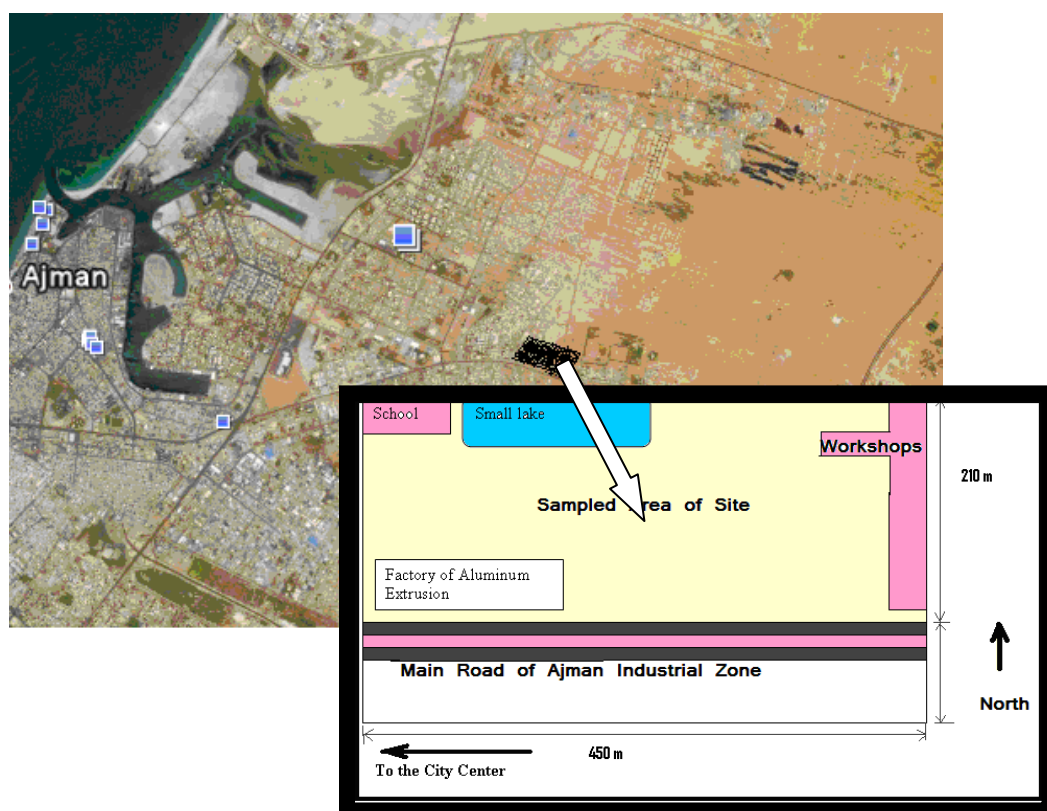 Ajman
School
Small lake
Workshops
210 m
Sampled Area of Site
Factory of Aluminum
Extrusion
Main Road of Ajman Industrial Zone
North
450 m
To the City Center